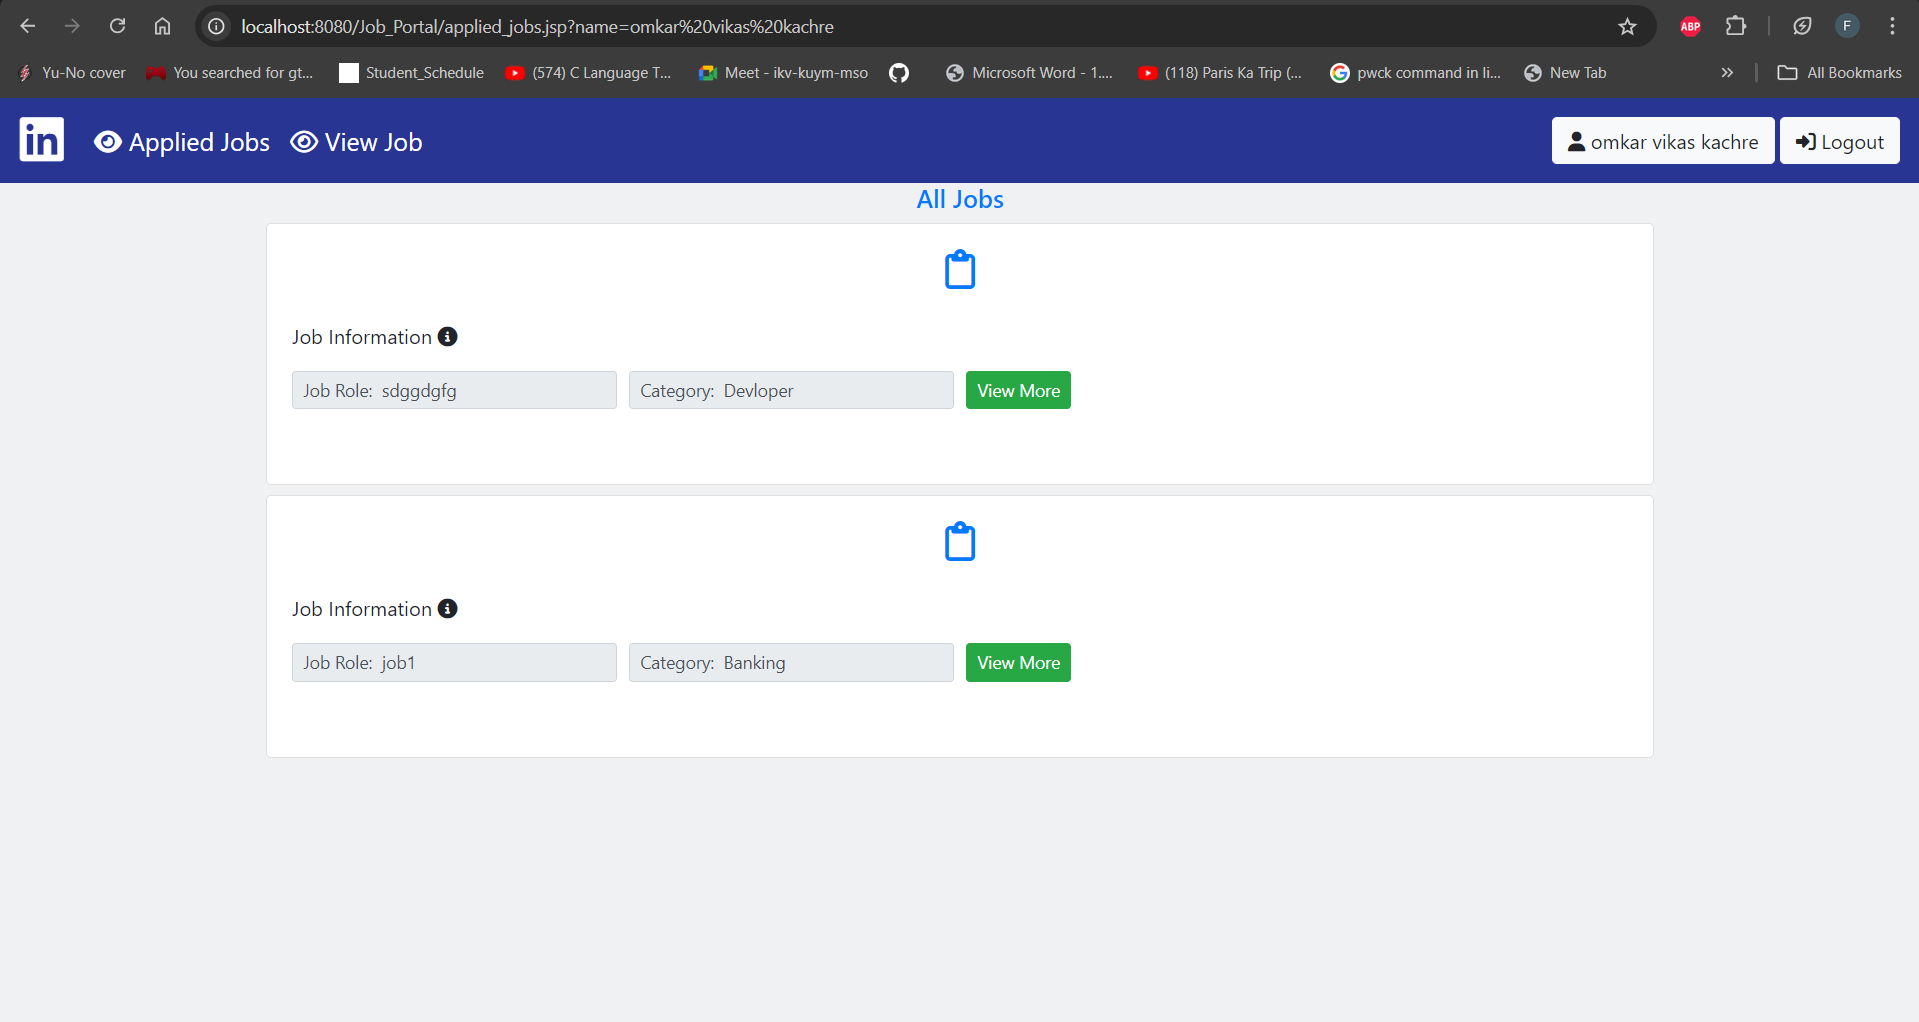 localhost:8080/Job_Portal/applied_jobs.jsp?name=omkar%20vikas%20kachre
ABP
F
Yu-No cover
You searched for gt...
Student_Schedule
(574) C Language T...
Meet - ikv-kuym-mso
Microsoft Word - 1....
(118) Paris Ka Trip (...
pwck command in li...
New Tab
All Bookmarks
in
Applied Jobs
View Job
omkar vikas kachre
Logout
All Jobs
Job Information
Job Role: sdggdgfg
Category: Devloper
View More
Job Information
Job Role: job1
Category: Banking
View More